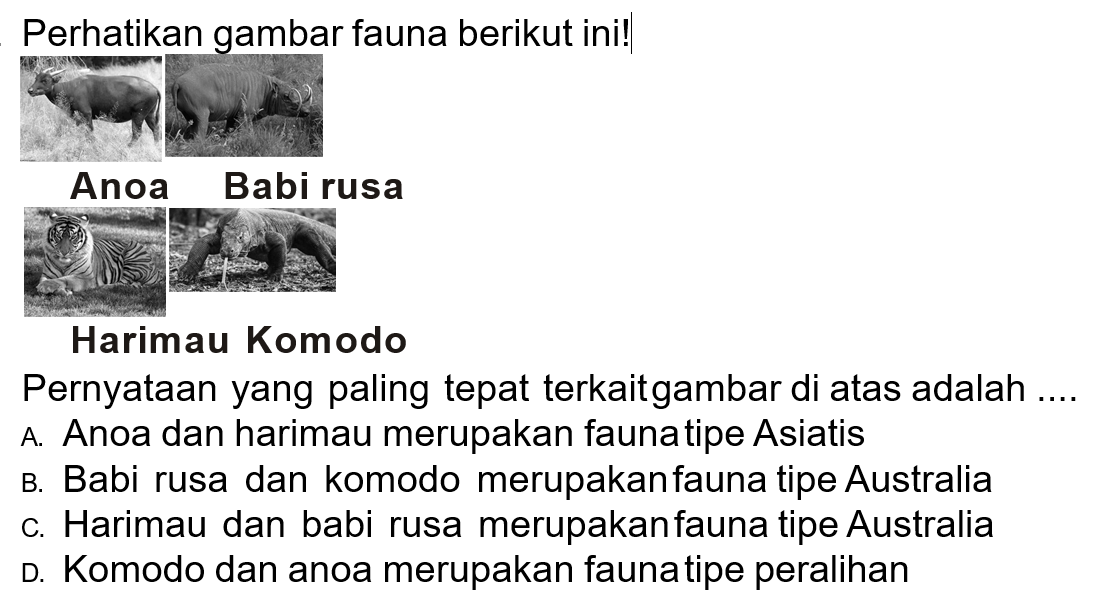 Perhatikan gambar fauna berikut ini!
Anoa Babi rusa
Harimau Komodo
Pernyataan yang paling tepat terkait gambar di atas adalah ....
A. Anoa dan harimau merupakan fauna tipe Asiatis
B. Babi rusa dan komodo merupakan fauna tipe Australia
C. Harimau dan babi rusa merupakan fauna tipe Australia
D. Komodo dan anoa merupakan fauna tipe peralihan